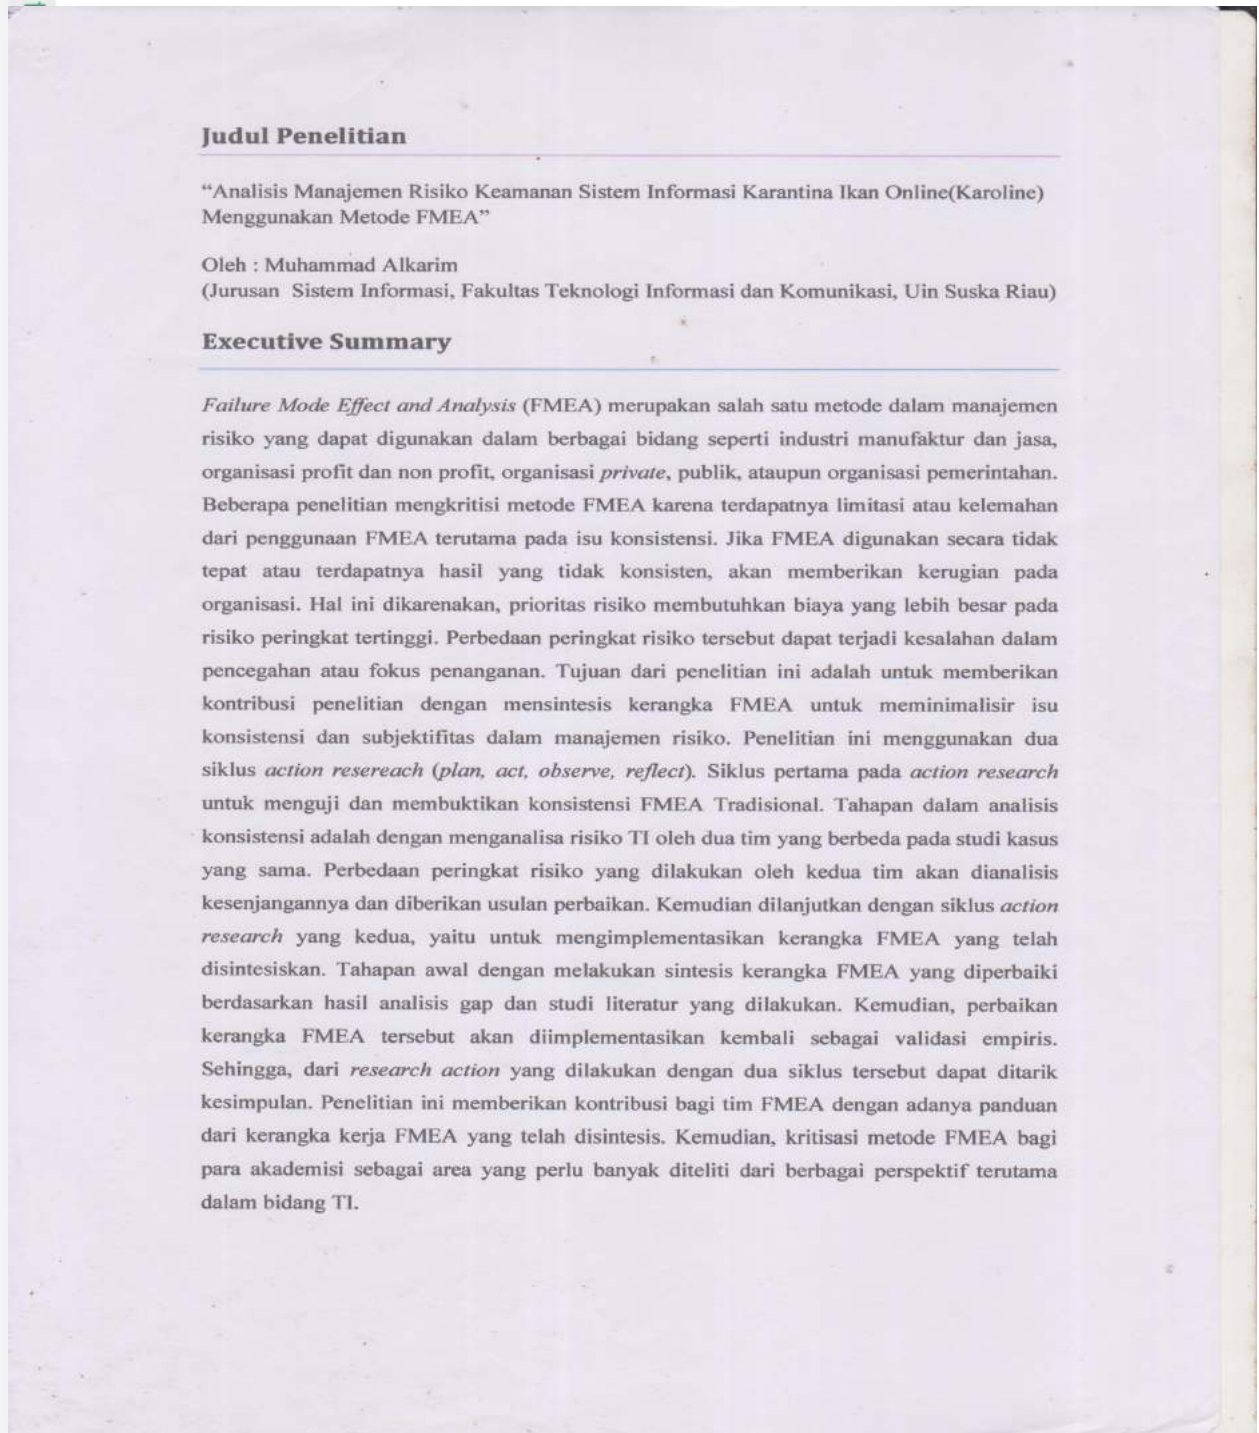 Judul Penelitian
“Analisis Manajemen Risiko Keamanan Sistem Informasi Karantina Ikan Online(Karoline)
Menggunakan Metode FMEA”
Oleh : Muhammad Alkarim
(Jurusan Sistem Informasi, Fakultas Teknologi Informasi dan Komunikasi, Uin Suska Riau)
Executive Summary
Failure Mode Effect and Analysis (FMEA) merupakan salah satu metode dalam manajemen
risiko yang dapat digunakan dalam berbagai bidang seperti industri manufaktur dan jasa,
organisasi profit dan non profit, organisasi private, publik, ataupun organisasi pemerintahan.
Beberapa penelitian mengkritisi metode FMEA karena terdapatnya limitasi atau kelemahan
dari penggunaan FMEA terutama pada isu konsistensi. Jika FMEA digunakan secara tidak
tepat atau terdapatnya hasil yang tidak konsisten, akan memberikan kerugian pada
organisasi. Hal ini dikarenakan, prioritas risiko membutuhkan biaya yang lebih besar pada
risiko peringkat tertinggi. Perbedaan peringkat risiko tersebut dapat terjadi kesalahan dalam
pencegahan atau fokus penanganan. Tujuan dari penelitian ini adalah untuk memberikan
kontribusi penelitian dengan mensintesis kerangka FMEA untuk meminimalisir isu
konsistensi dan subjektifitas dalam manajemen risiko. Penelitian ini menggunakan dua
siklus action resereach (plan, act, observe, reflect). Siklus pertama pada action research
untuk menguji dan membuktikan konsistensi FMEA Tradisional. Tahapan dalam analisis
konsistensi adalah dengan menganalisa risiko TI oleh dua tim yang berbeda pada studi kasus
yang sama. Perbedaan peringkat risiko yang dilakukan oleh kedua tim akan dianalisis
kesenjangannya dan diberikan usulan perbaikan. Kemudian dilanjutkan dengan siklus action
research yang kedua, yaitu untuk mengimplementasikan kerangka FMEA yang telah
disintesiskan. Tahapan awal dengan melakukan sintesis kerangka FMEA yang diperbaiki
berdasarkan hasil analisis gap dan studi literatur yang dilakukan. Kemudian, perbaikan
kerangka FMEA tersebut akan diimplementasikan kembali sebagai validasi empiris.
Sehingga, dari research action yang dilakukan dengan dua siklus tersebut dapat ditarik
kesimpulan. Penelitian ini memberikan kontribusi bagi tim FMEA dengan adanya panduan
dari kerangka kerja FMEA yang telah disintesis. Kemudian, kritisasi metode FMEA bagi
para akademisi sebagai area yang perlu banyak diteliti dari berbagai perspektif terutama
dalam bidang TI.